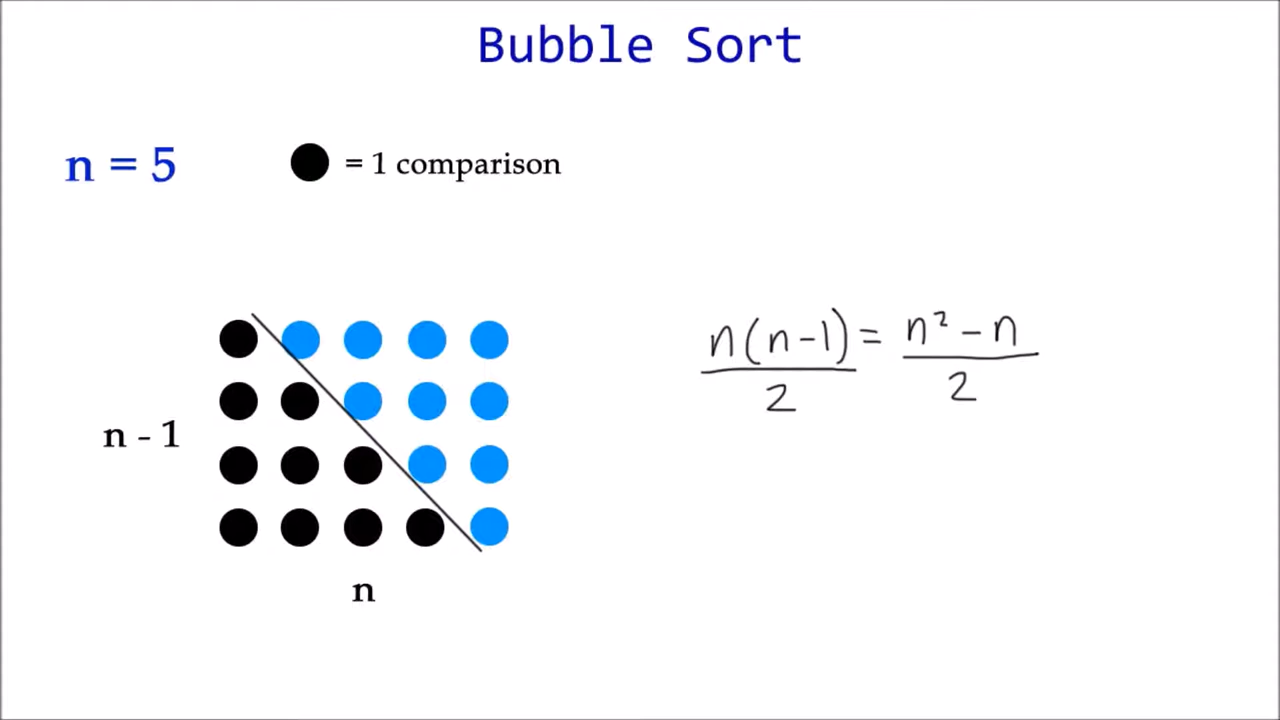 Bubble Sort
n = 5
= 1 comparison
n(n-1) = n² - n
2 2
n - 1
n